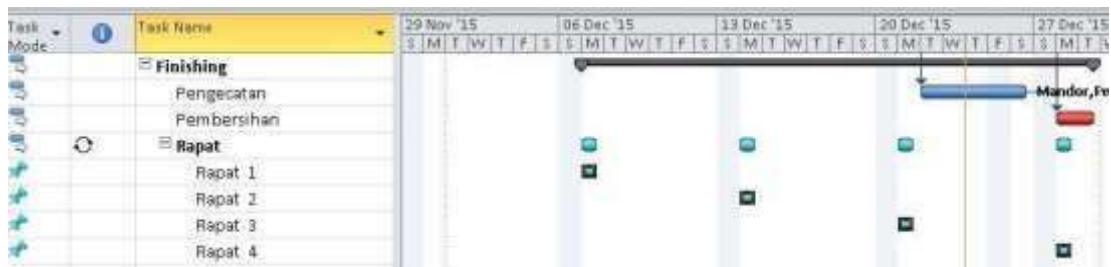 Task Mode Task Name 29 Nov '15 06 Dec '15 13 Dec '15 20 Dec '15 27 Dec '15
S M T W T F S S M T W T F S S M T W T F S S M T W T F S S M T
Finishing
Pengecatan Mandor,Pe
Pembersihan
Rapat
Rapat 1
Rapat 2
Rapat 3
Rapat 4